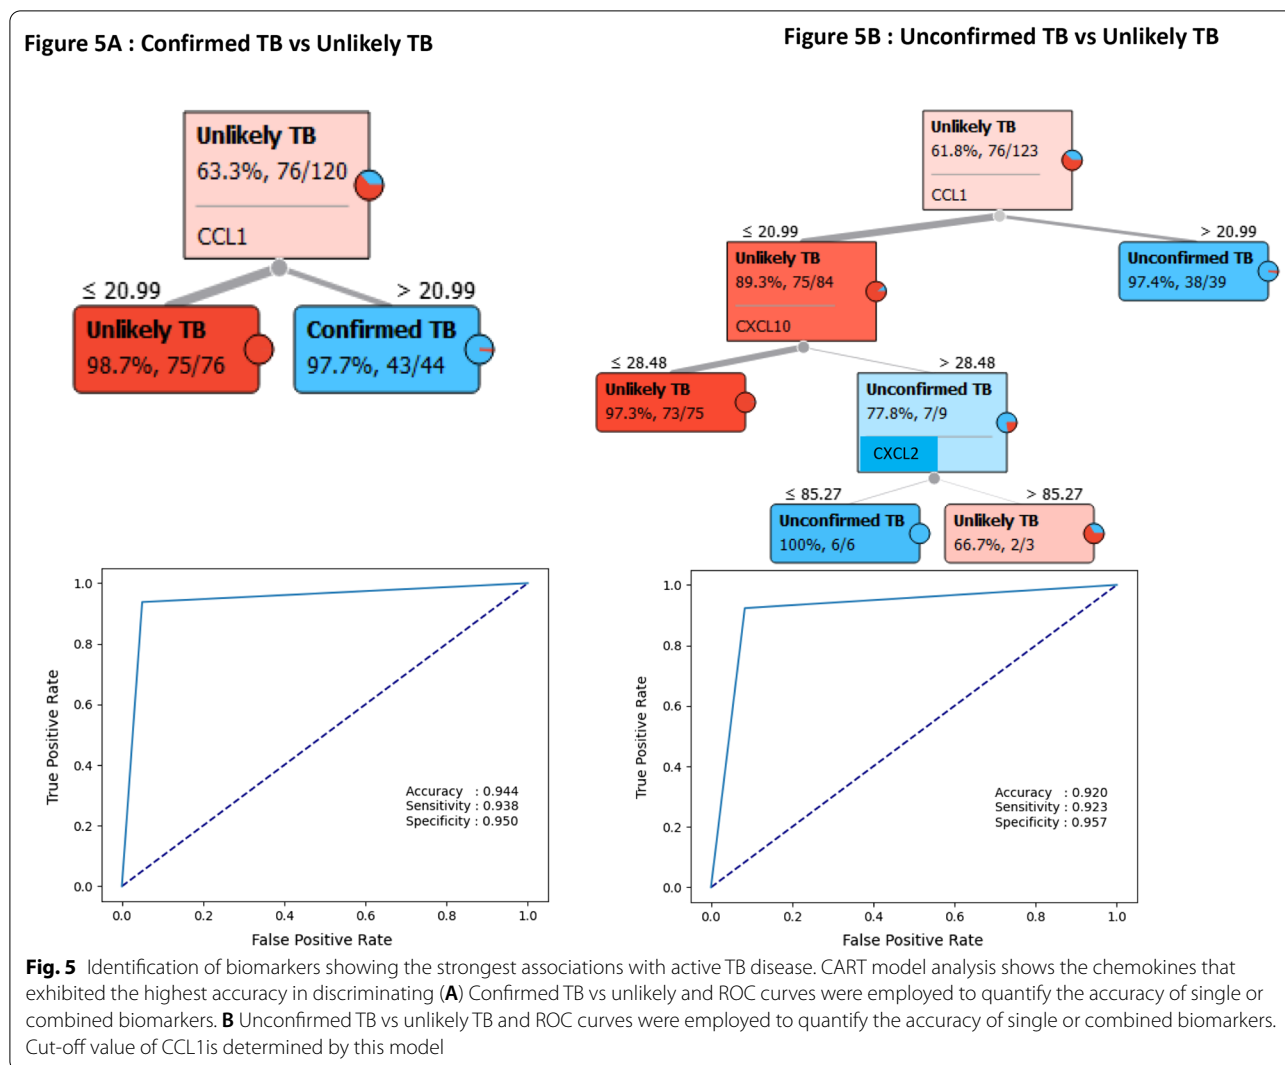 Figure 5A : Confirmed TB vs Unlikely TB
Unlikely TB
63.3%, 76/120
CCL1
≤ 20.99
> 20.99
Unlikely TB
98.7%, 75/76
Confirmed TB
97.7%, 43/44
1.0
0.8
0.6
0.4
0.2
0.0
True Positive Rate
Accuracy : 0.944
Sensitivity : 0.938
Specificity : 0.950
0.0 0.2 0.4 0.6 0.8 1.0
False Positive Rate
Figure 5B : Unconfirmed TB vs Unlikely TB
Unlikely TB
61.8%, 76/123
CCL1
≤ 20.99
> 20.99
Unlikely TB
89.3%, 75/84
CXCL10
Unconfirmed TB
97.4%, 38/39
≤ 28.48
> 28.48
Unlikely TB
97.3%, 73/75
Unconfirmed TB
77.8%, 7/9
CXCL2
≤ 85.27
> 85.27
Unconfirmed TB
100%, 6/6
Unlikely TB
66.7%, 2/3
1.0
0.8
0.6
0.4
0.2
0.0
True Positive Rate
Accuracy : 0.920
Sensitivity : 0.923
Specificity : 0.957
0.0 0.2 0.4 0.6 0.8 1.0
False Positive Rate
Fig. 5 Identification of biomarkers showing the strongest associations with active TB disease. CART model analysis shows the chemokines that
exhibited the highest accuracy in discriminating (A) Confirmed TB vs unlikely and ROC curves were employed to quantify the accuracy of single or
combined biomarkers. B Unconfirmed TB vs unlikely TB and ROC curves were employed to quantify the accuracy of single or combined biomarkers.
Cut-off value of CCL1is determined by this model